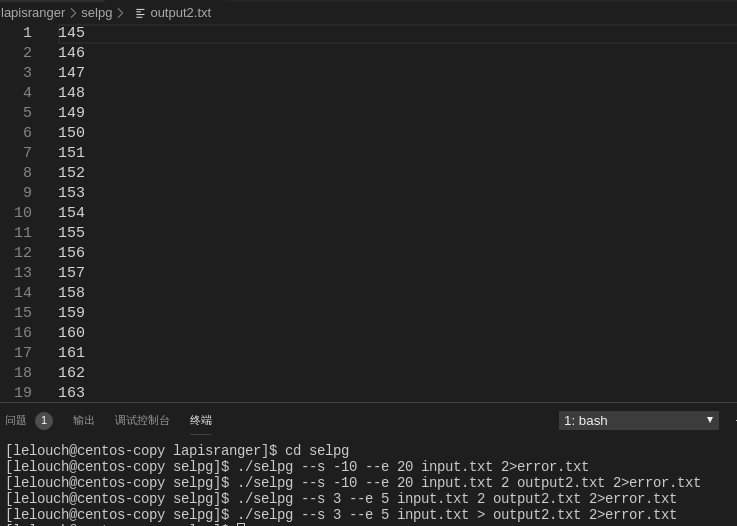 lapisranger > selpg > output2.txt
1 145
2 146
3 147
4 148
5 149
6 150
7 151
8 152
9 153
10 154
11 155
12 156
13 157
14 158
15 159
16 160
17 161
18 162
19 163
问题 1 输出 调试控制台 终端 1: bash
[lelouch@centos-copy lapisranger]$ cd selpg
[lelouch@centos-copy selpg]$ ./selpg --s -10 --e 20 input.txt 2>error.txt
[lelouch@centos-copy selpg]$ ./selpg --s -10 --e 20 input.txt 2 output2.txt 2>error.txt
[lelouch@centos-copy selpg]$ ./selpg --s 3 --e 5 input.txt 2 output2.txt 2>error.txt
[lelouch@centos-copy selpg]$ ./selpg --s 3 --e 5 input.txt > output2.txt 2>error.txt
[lelouch@centos-copy selpg]$